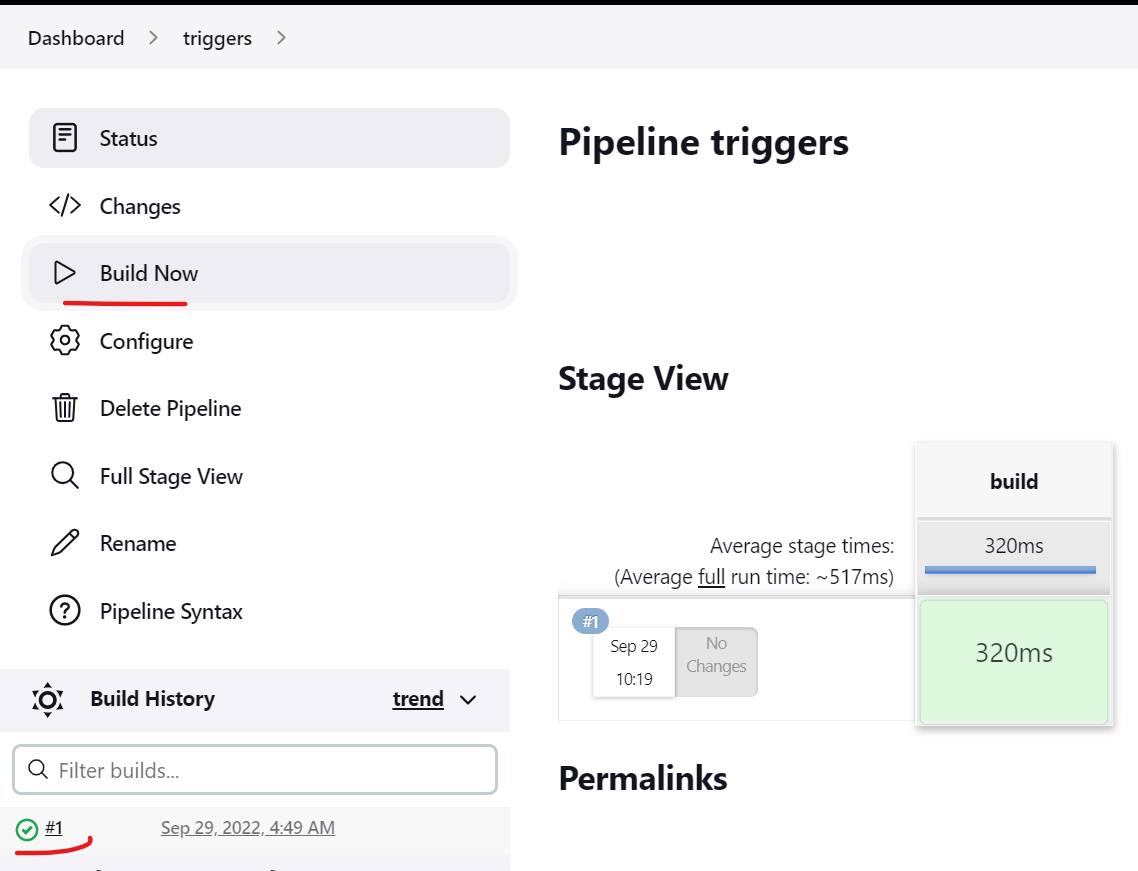 Dashboard
triggers
Status
Changes
Build Now
Configure
Delete Pipeline
Full Stage View
Rename
Pipeline Syntax
Build History
trend
Filter builds...
#1
Sep 29, 2022, 4:49 AM
Pipeline triggers
Stage View
build
Average stage times:
(Average full run time: ~517ms)
320ms
#1
Sep 29
10:19
No
Changes
320ms
Permalinks